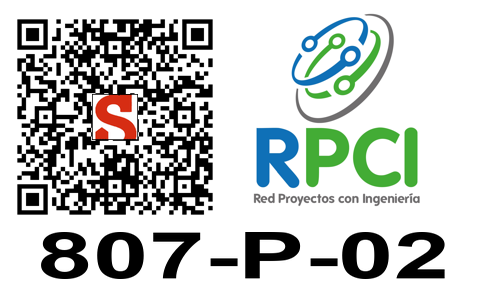 S
RPCI
Red Proyectos con Ingeniería
807-P-02